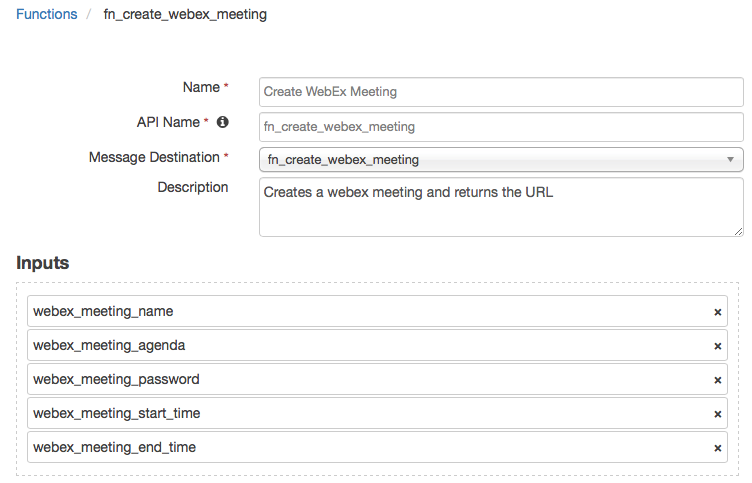 Functions / fn_create_webex_meeting
Name * Create WebEx Meeting
API Name * fn_create_webex_meeting
Message Destination * fn_create_webex_meeting
Description Creates a webex meeting and returns the URL
Inputs
webex_meeting_name ×
webex_meeting_agenda ×
webex_meeting_password ×
webex_meeting_start_time ×
webex_meeting_end_time ×